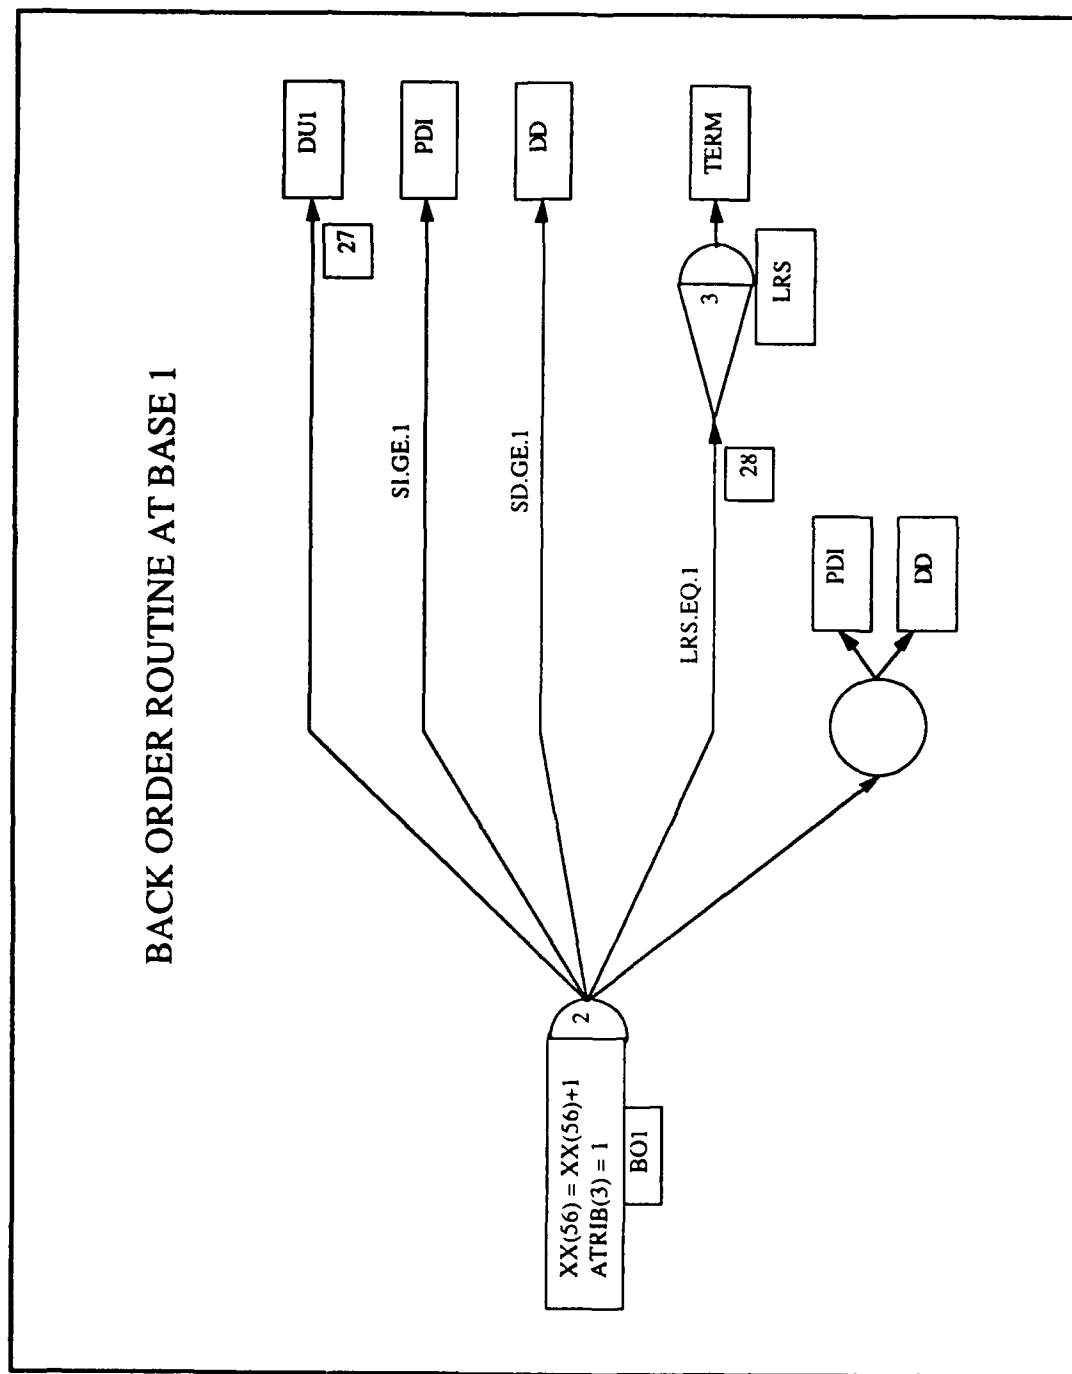 BACK ORDER ROUTINE AT BASE 1
XX(56) = XX(56)+1
ATRIB(3) = 1
2
BO1
DU1
27
SI.GE.1
PDI
SD.GE.1
DD
LRS.EQ.1
28
3
LRS
TERM
PDI
DD